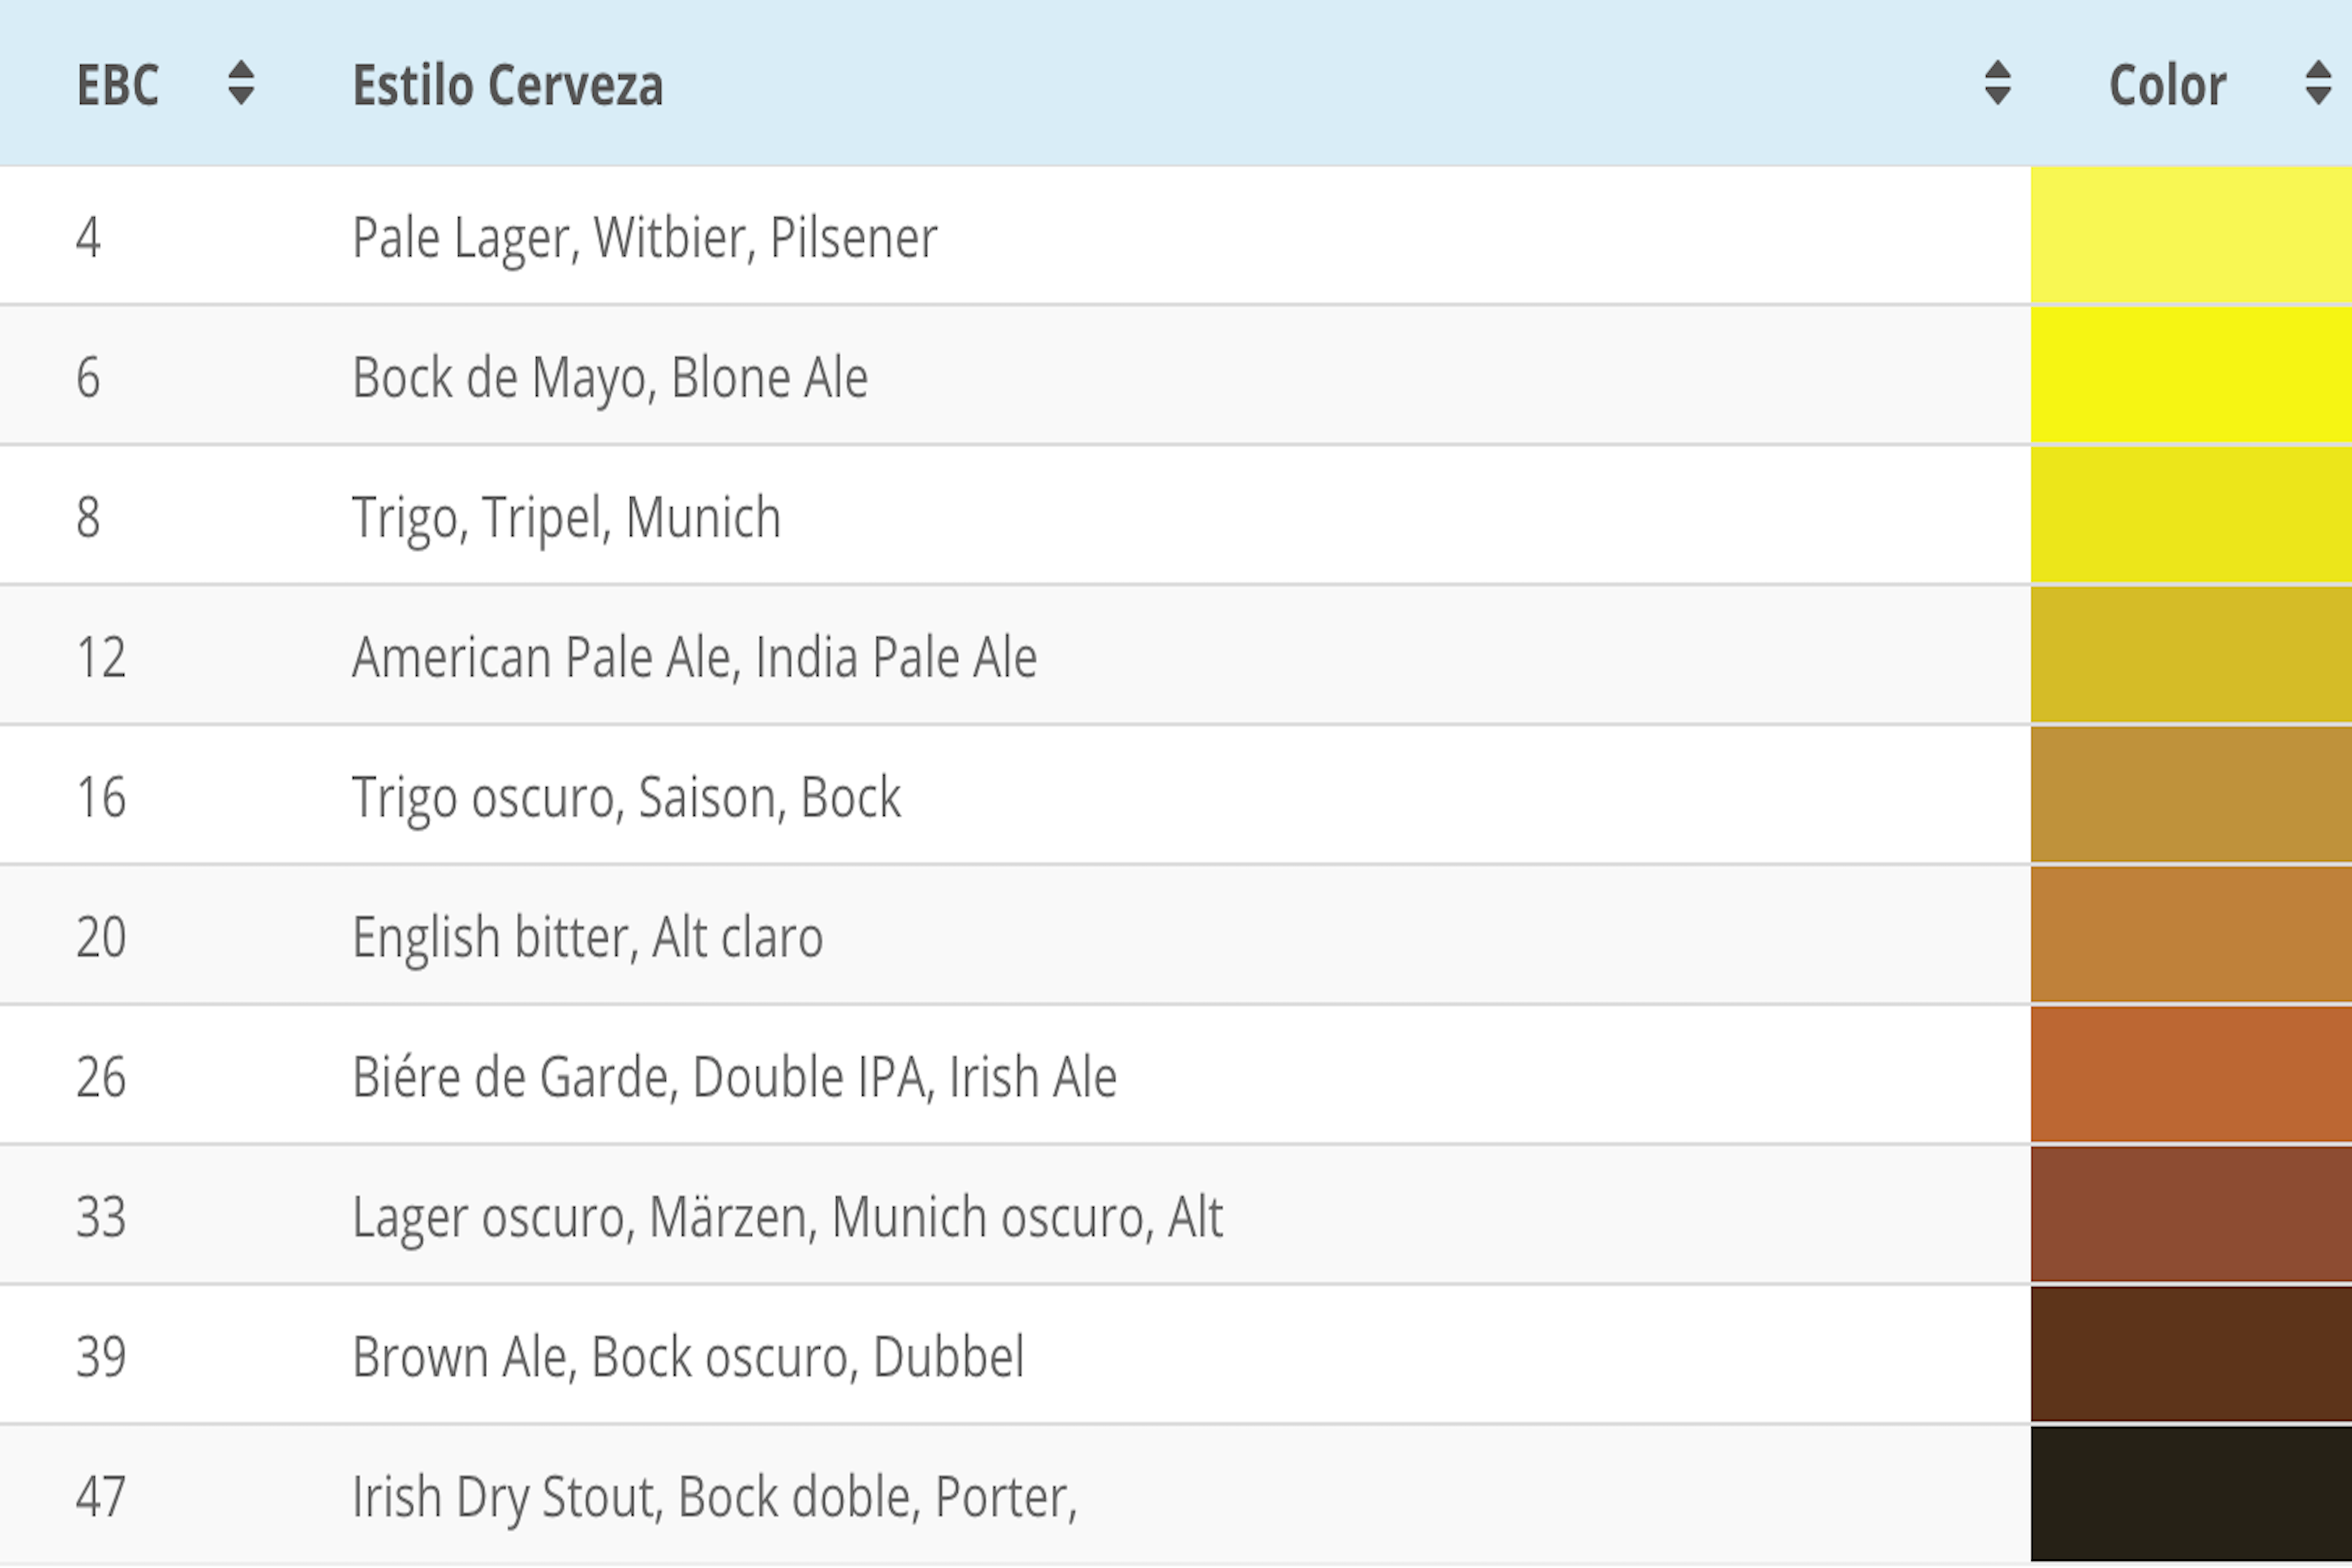 EBC Estilo Cerveza Color
4 Pale Lager, Witbier, Pilsener
6 Bock de Mayo, Blone Ale
8 Trigo, Tripel, Munich
12 American Pale Ale, India Pale Ale
16 Trigo oscuro, Saison, Bock
20 English bitter, Alt claro
26 Biére de Garde, Double IPA, Irish Ale
33 Lager oscuro, Märzen, Munich oscuro, Alt
39 Brown Ale, Bock oscuro, Dubbel
47 Irish Dry Stout, Bock doble, Porter,